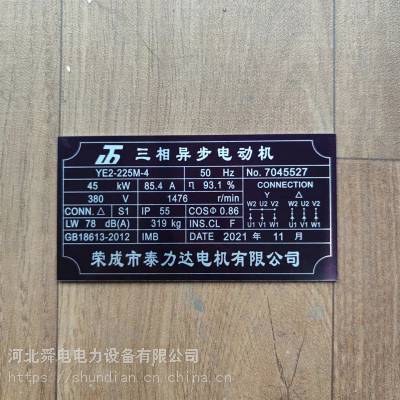 三相异步电动机
YE2-225M-4 50 Hz No. 7045527
45 kW 85.4 A η 93.1 % CONNECTION
380 V 1476 r/min Y △
CONN. △ S1 IP 55 COSΦ 0.86 W2 U2 V2 W2 U2 V2
LW 78 dB(A) 319 kg INS.CL F U1 V1 W1 U1 V1 W1
GB18613-2012 IMB DATE 2021 年 11 月
荣成市泰力达电机有限公司
河北舜电电力设备有限公司
https://shundian.cn.china.cn